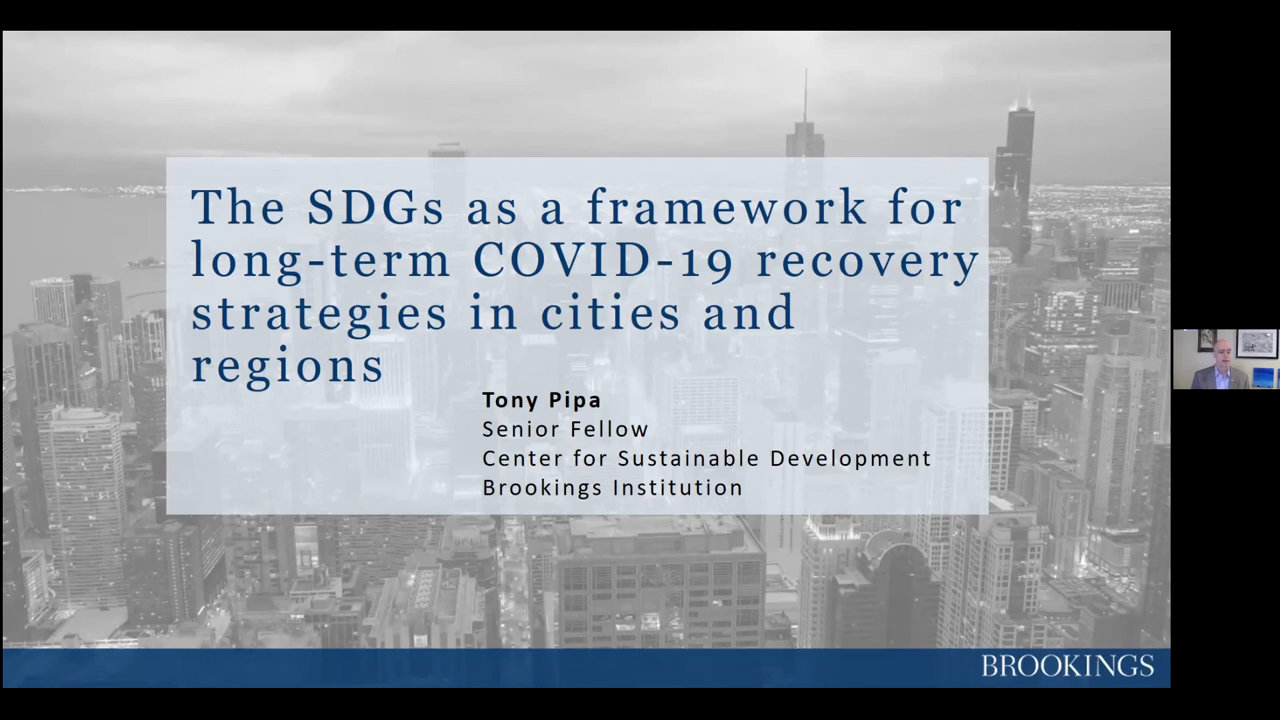 The SDGs as a framework for
long-term COVID-19 recovery
strategies in cities and
regions
Tony Pipa
Senior Fellow
Center for Sustainable Development
Brookings Institution
BROOKINGS